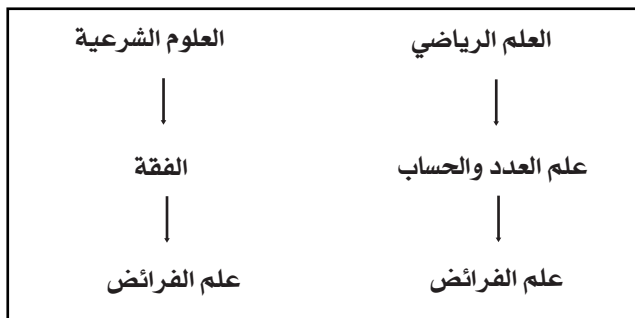 العلم الرياضي العلوم الشرعية
علم العدد والحساب الفقة
علم الفرائض علم الفرائض